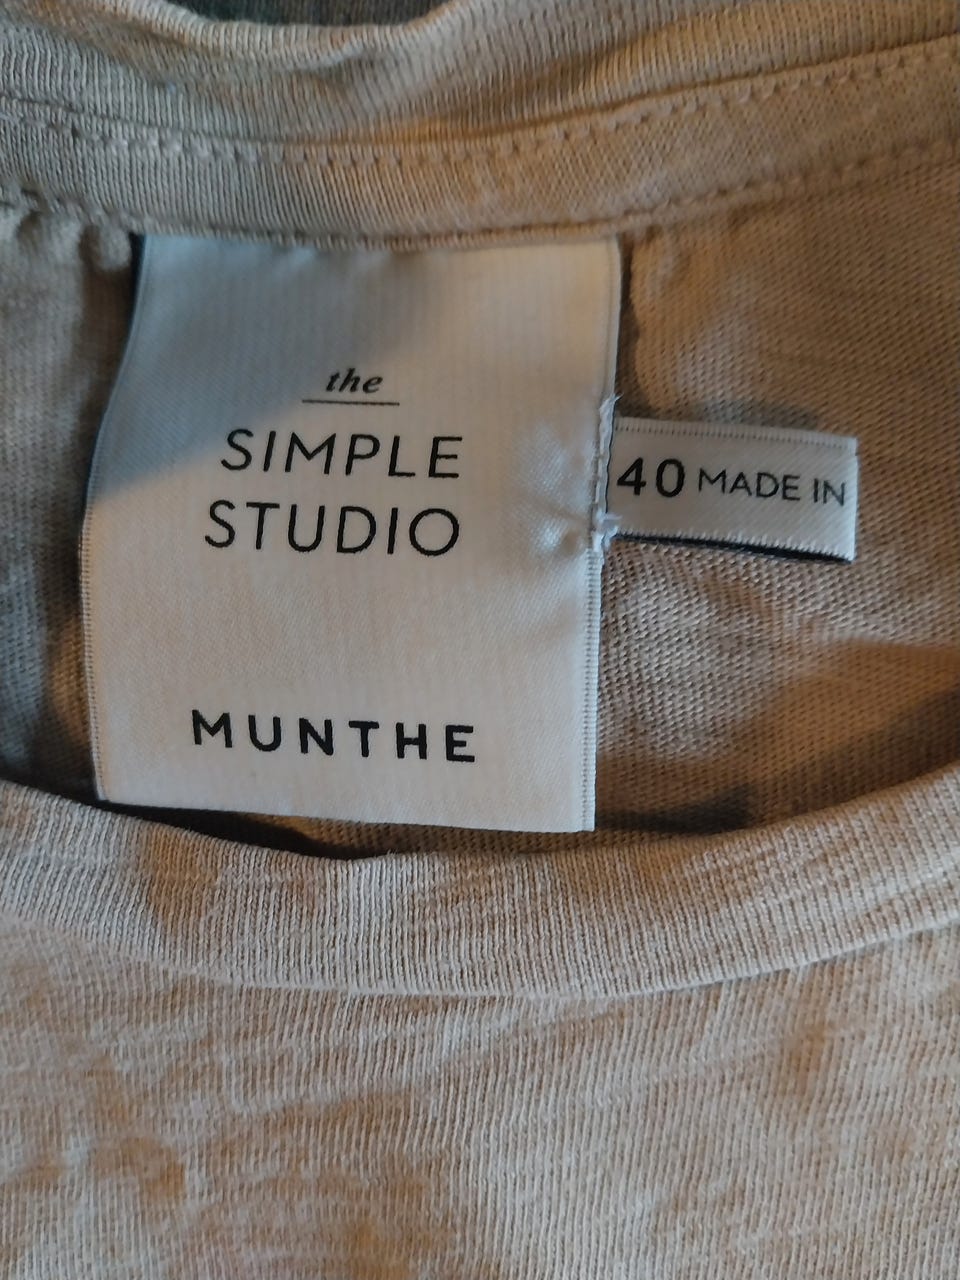 the
SIMPLE
STUDIO
MUNTHE
40 MADE IN